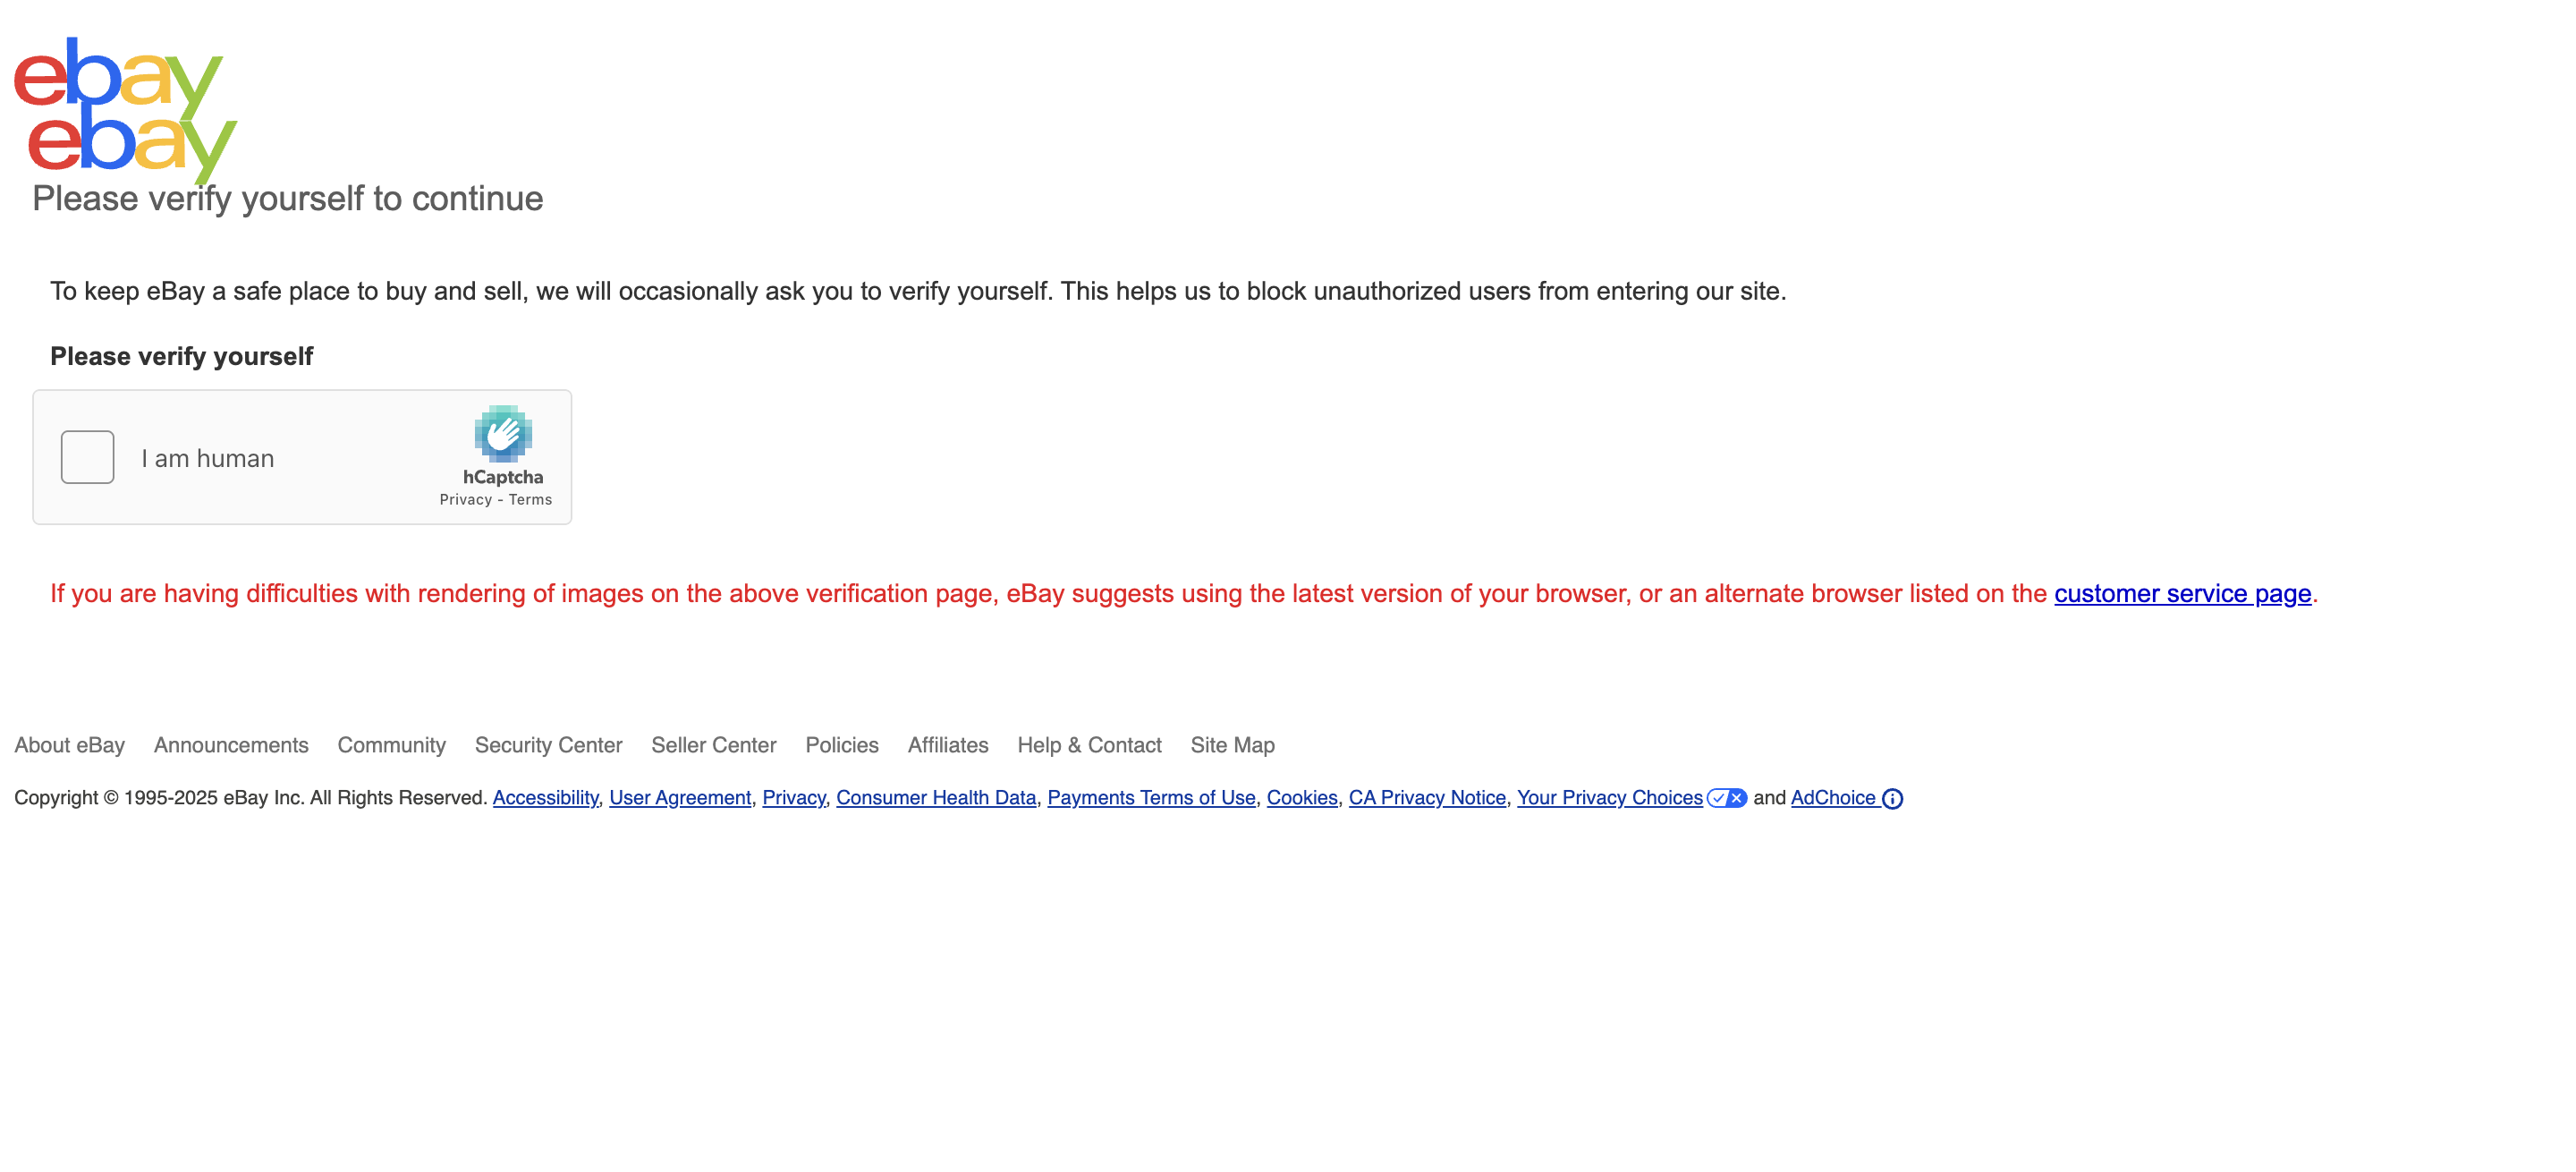 ebay
ebay
Please verify yourself to continue
To keep eBay a safe place to buy and sell, we will occasionally ask you to verify yourself. This helps us to block unauthorized users from entering our site.
Please verify yourself
I am human
hCaptcha
Privacy - Terms
If you are having difficulties with rendering of images on the above verification page, eBay suggests using the latest version of your browser, or an alternate browser listed on the customer service page.
About eBay Announcements Community Security Center Seller Center Policies Affiliates Help & Contact Site Map
Copyright © 1995-2025 eBay Inc. All Rights Reserved. Accessibility, User Agreement, Privacy, Consumer Health Data, Payments Terms of Use, Cookies, CA Privacy Notice, Your Privacy Choices and AdChoice